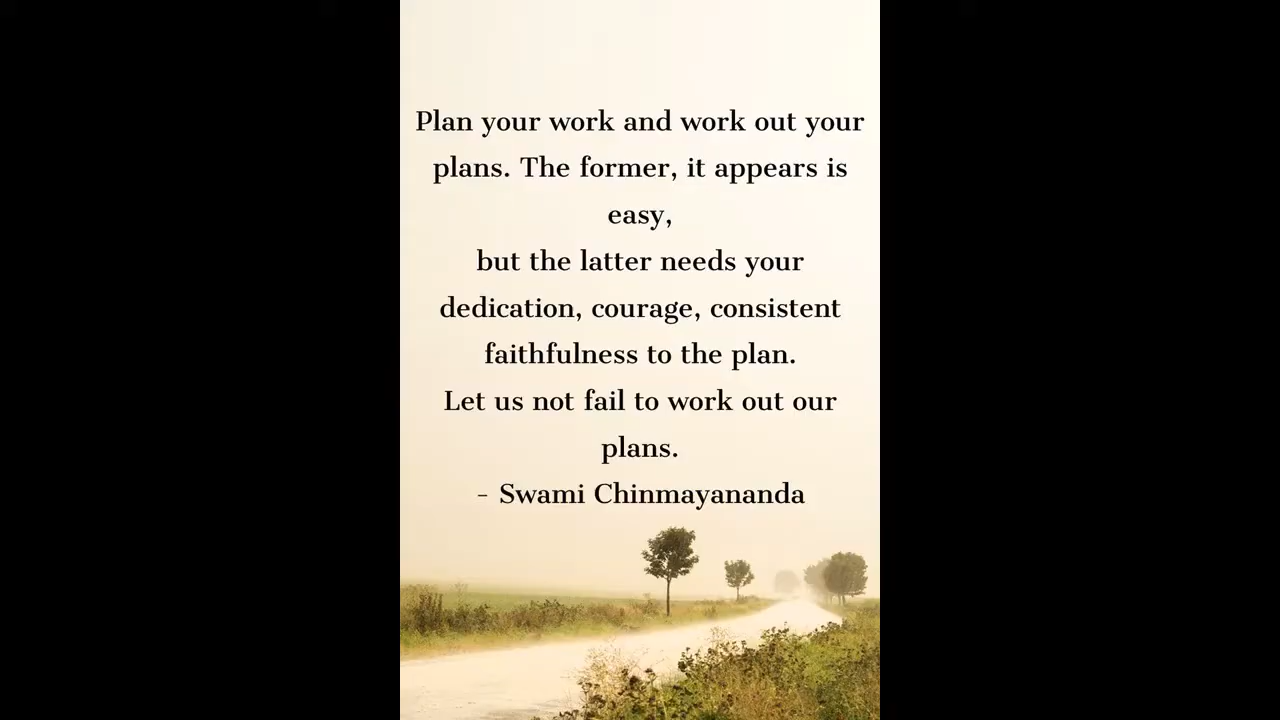 Plan your work and work out your
plans. The former, it appears is
easy,
but the latter needs your
dedication, courage, consistent
faithfulness to the plan.
Let us not fail to work out our
plans.
- Swami Chinmayananda